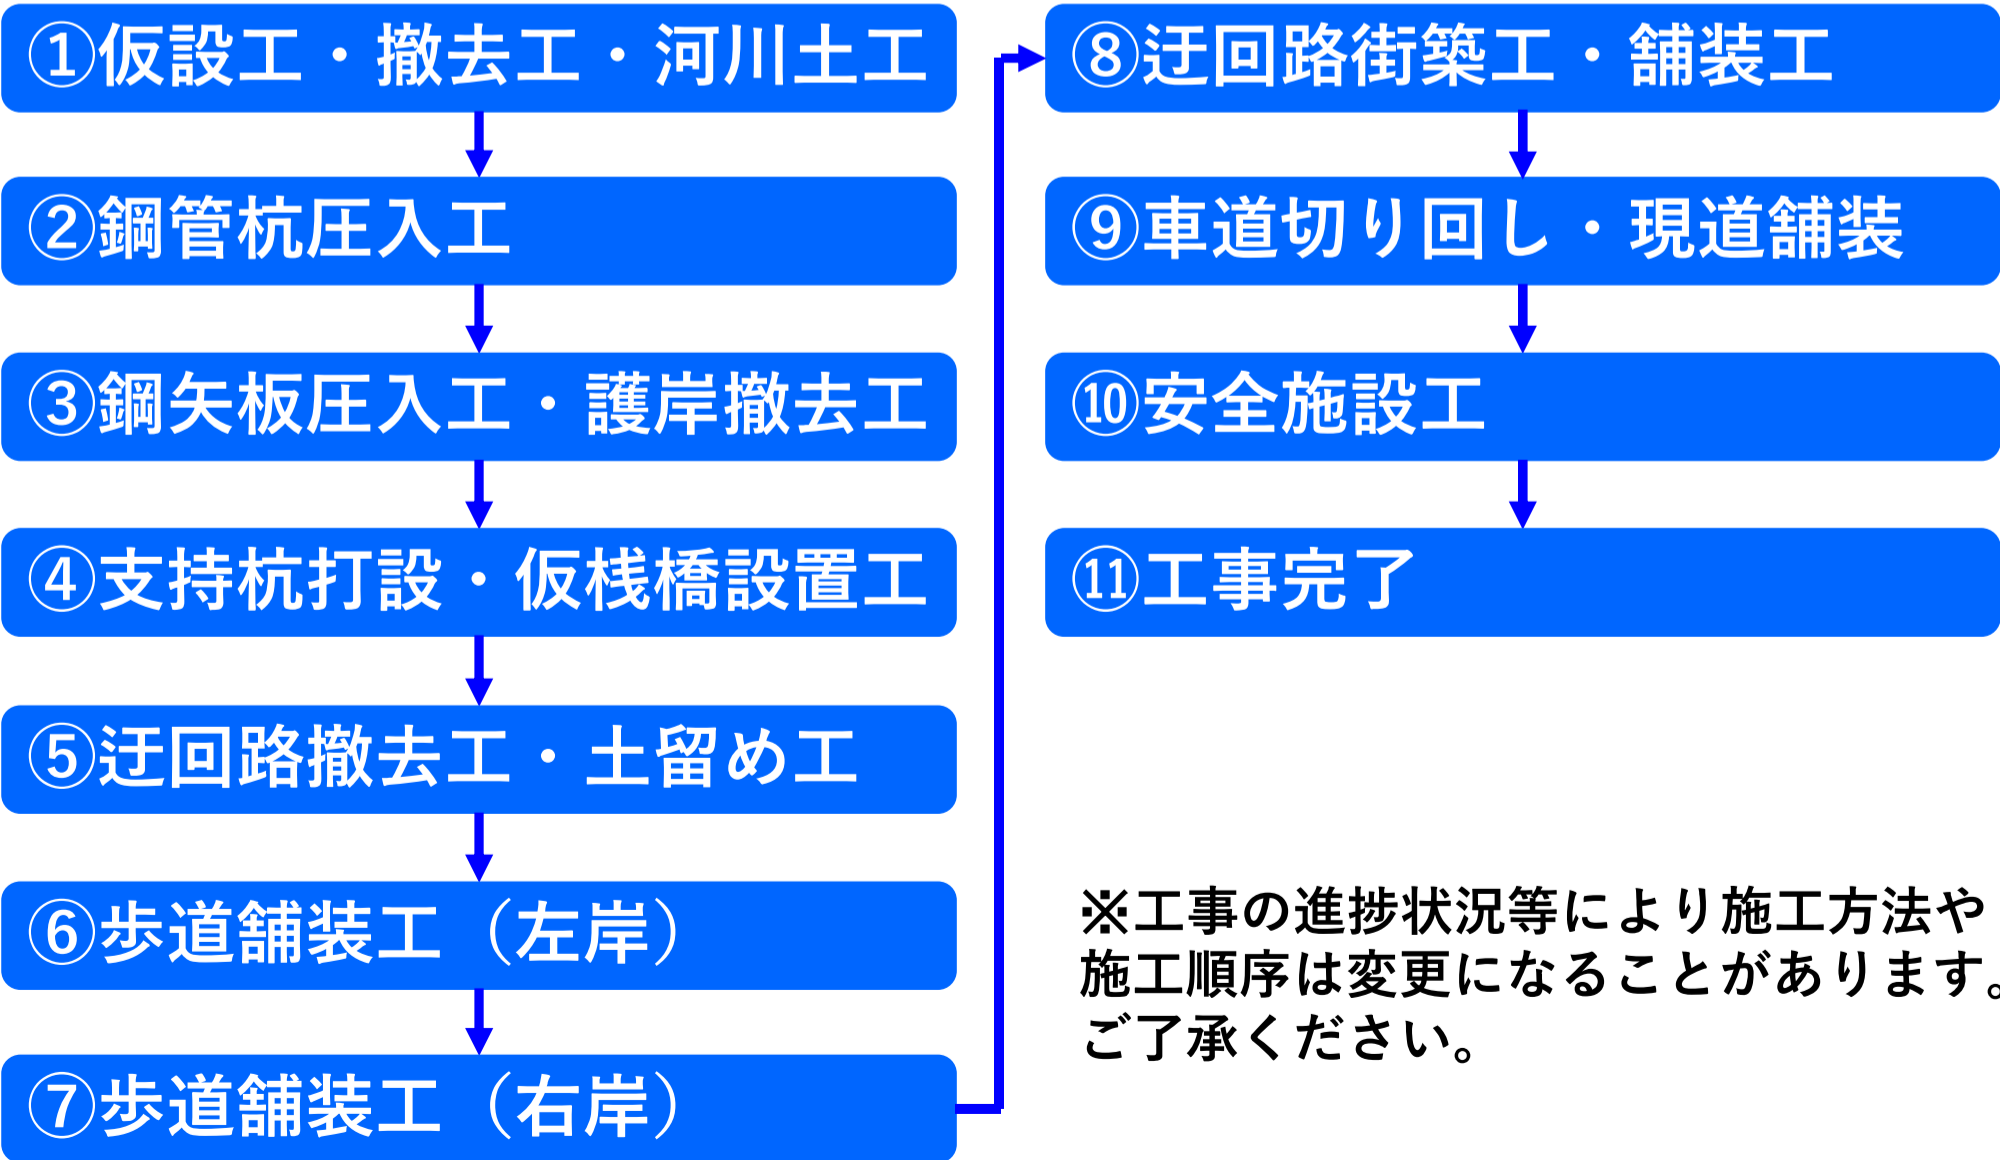 ①仮設工・撤去工・河川土工
②鋼管杭圧入工
③鋼矢板圧入工・護岸撤去工
④支持杭打設・仮桟橋設置工
⑤迂回路撤去工・土留め工
⑥歩道舗装工（左岸）
⑦歩道舗装工（右岸）
⑧迂回路街築工・舗装工
⑨車道切り回し・現道舗装
⑩安全施設工
⑪工事完了
※工事の進捗状況等により施工方法や
施工順序は変更になることがあります。
ご了承ください。